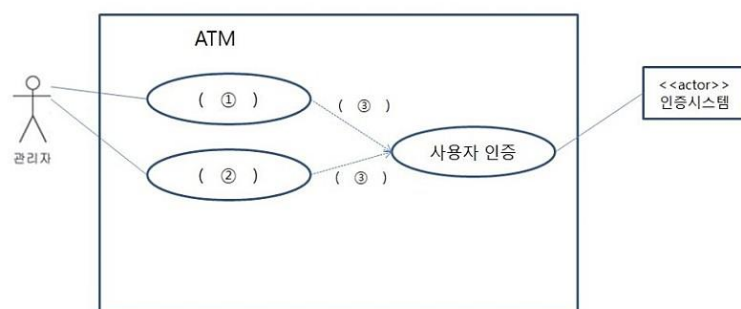 ATM
( ① )
( ③ )
<<actor>>
인증시스템
사용자 인증
관리자
( ② )
( ③ )